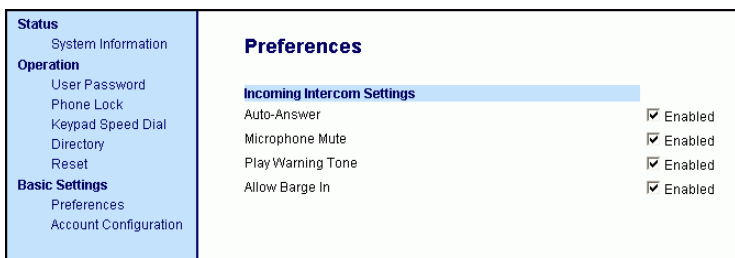 Status
System Information
Operation
User Password
Phone Lock
Keypad Speed Dial
Directory
Reset
Basic Settings
Preferences
Account Configuration
Preferences
Incoming Intercom Settings
Auto-Answer Enabled
Microphone Mute Enabled
Play Warning Tone Enabled
Allow Barge In Enabled